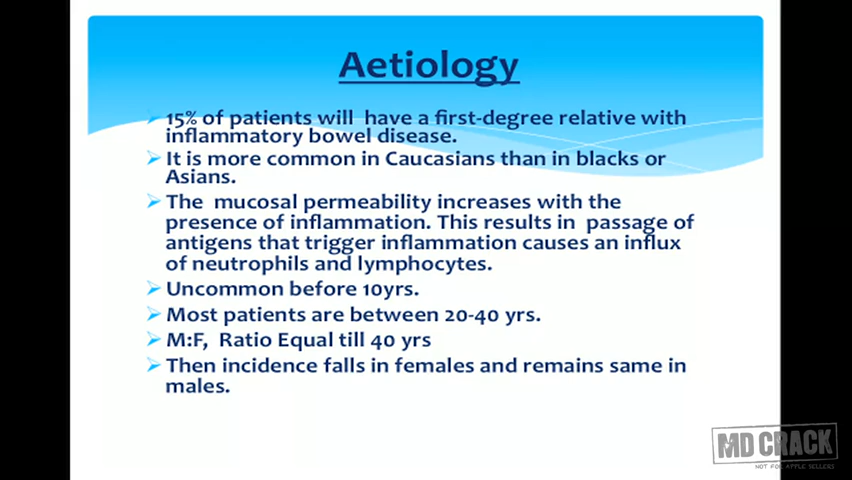 Aetiology
15% of patients will have a first-degree relative with
inflammatory bowel disease.
It is more common in Caucasians than in blacks or
Asians.
The mucosal permeability increases with the
presence of inflammation. This results in passage of
antigens that trigger inflammation causes an influx
of neutrophils and lymphocytes.
Uncommon before 10yrs.
Most patients are between 20-40 yrs.
M:F, Ratio Equal till 40 yrs
Then incidence falls in females and remains same in
males.
MD CRACK
NOT FOR APPLE SELLERS